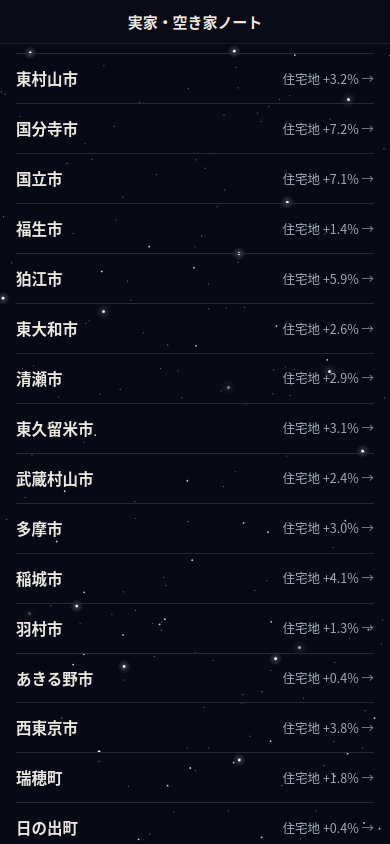 実家・空き家ノート
東村山市 住宅地 +3.2% →
国分寺市 住宅地 +7.2% →
国立市 住宅地 +7.1% →
福生市 住宅地 +1.4% →
狛江市 住宅地 +5.9% →
東大和市 住宅地 +2.6% →
清瀬市 住宅地 +2.9% →
東久留米市 住宅地 +3.1% →
武蔵村山市 住宅地 +2.4% →
多摩市 住宅地 +3.0% →
稲城市 住宅地 +4.1% →
羽村市 住宅地 +1.3% →
あきる野市 住宅地 +0.4% →
西東京市 住宅地 +3.8% →
瑞穂町 住宅地 +1.8% →
日の出町 住宅地 +0.4% →